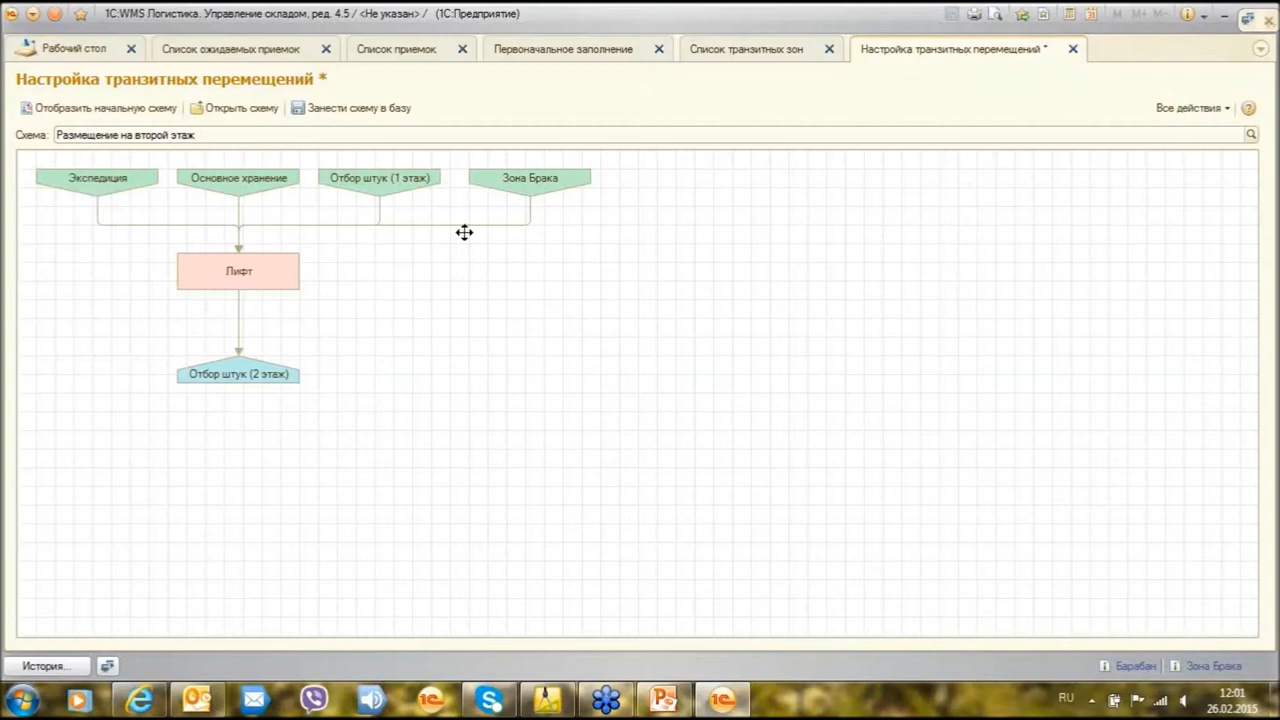 1С:WMS Логистика. Управление складом, ред. 4.5 / <Не указан> / (1С:Предприятие)
M M+ M-
Рабочий стол
Список ожидаемых приемок
Список приемок
Первоначальное заполнение
Список транзитных зон
Настройка транзитных перемещений *
Настройка транзитных перемещений *
Отобразить начальную схему
Открыть схему
Занести схему в базу
Все действия
Схема: Размещение на второй этаж
Экспедиция
Основное хранение
Отбор штук (1 этаж)
Зона Брака
Лифт
Отбор штук (2 этаж)
История...
Барабан
Зона Брака
RU
12:01
26.02.2015